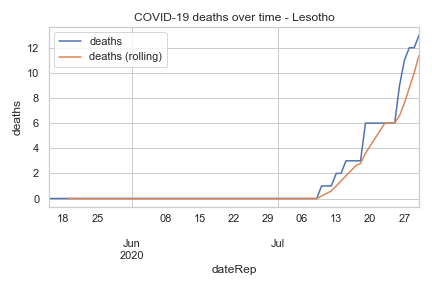 COVID-19 deaths over time - Lesotho
deaths
deaths (rolling)
deaths
12
10
8
6
4
2
0
18 25 08 15 22 29 06 13 20 27
Jun Jul
2020
dateRep